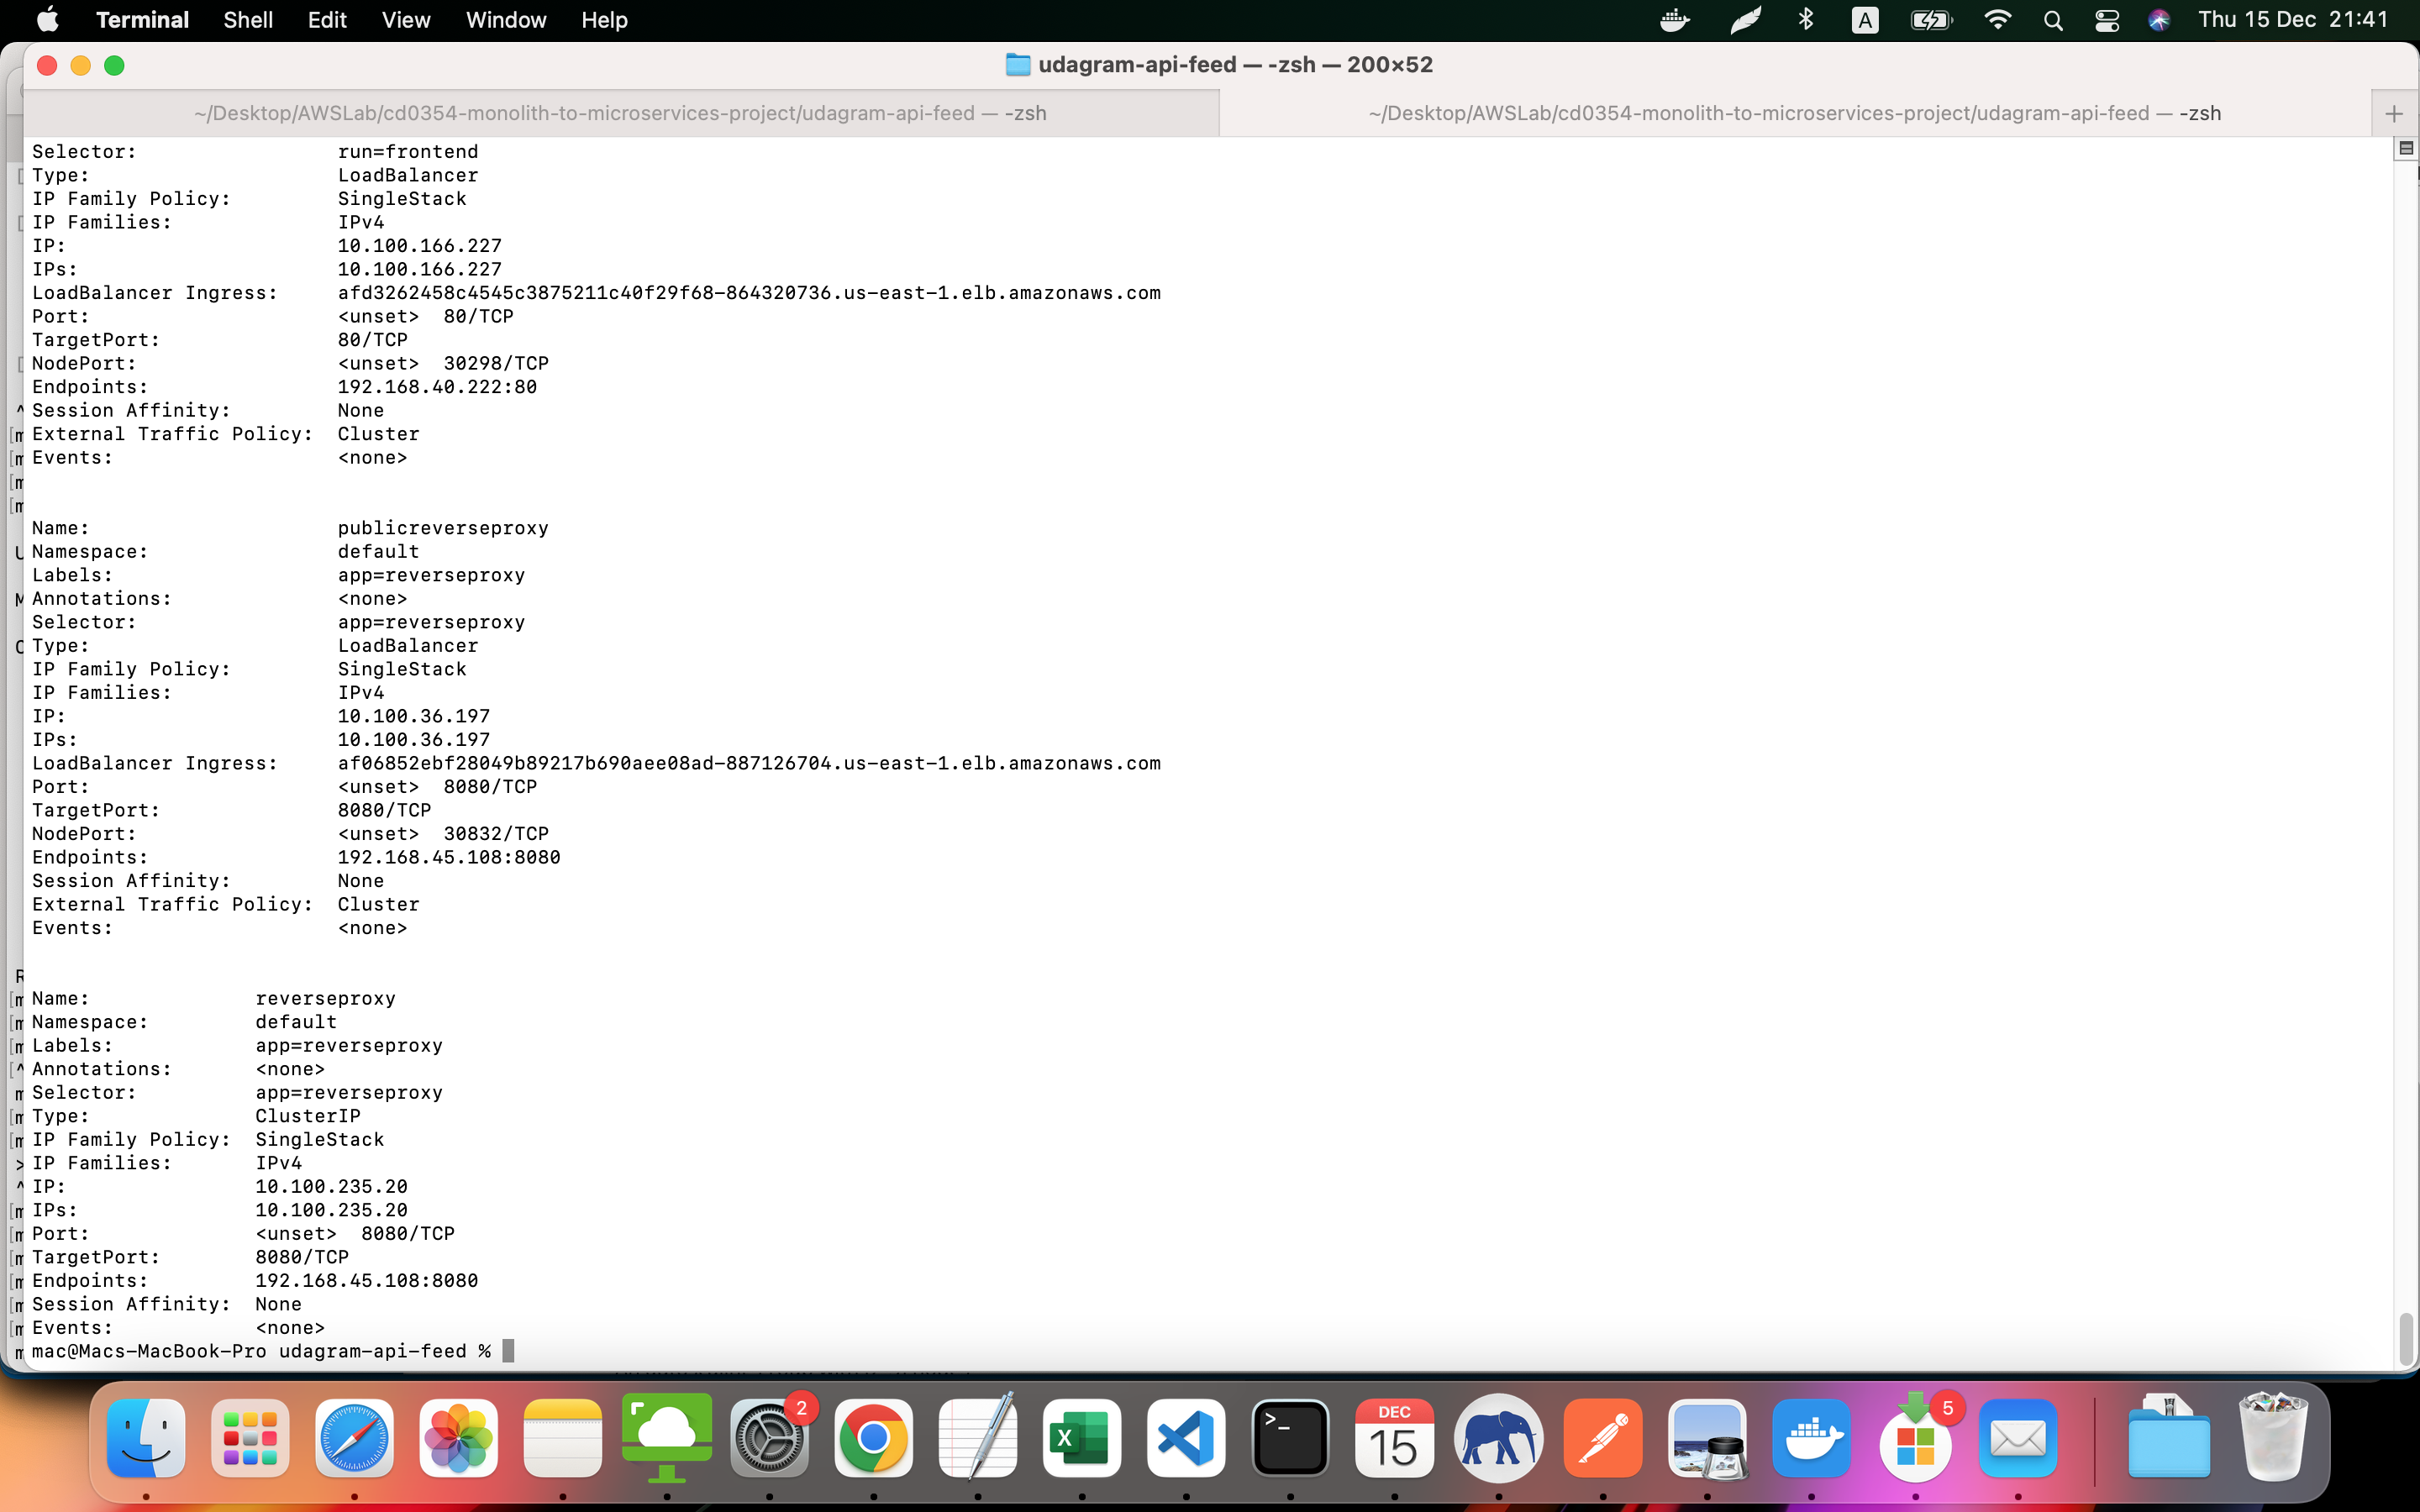 Terminal Shell Edit View Window Help A Thu 15 Dec 21:41
udagram-api-feed — -zsh — 200×52
~/Desktop/AWSLab/cd0354-monolith-to-microservices-project/udagram-api-feed — -zsh ~/Desktop/AWSLab/cd0354-monolith-to-microservices-project/udagram-api-feed — -zsh
Selector: run=frontend
Type: LoadBalancer
IP Family Policy: SingleStack
IP Families: IPv4
IP: 10.100.166.227
IPs: 10.100.166.227
LoadBalancer Ingress: afd3262458c4545c3875211c40f29f68-864320736.us-east-1.elb.amazonaws.com
Port: <unset> 80/TCP
TargetPort: 80/TCP
NodePort: <unset> 30298/TCP
Endpoints: 192.168.40.222:80
Session Affinity: None
External Traffic Policy: Cluster
Events: <none>
Name: publicreverseproxy
Namespace: default
Labels: app=reverseproxy
Annotations: <none>
Selector: app=reverseproxy
Type: LoadBalancer
IP Family Policy: SingleStack
IP Families: IPv4
IP: 10.100.36.197
IPs: 10.100.36.197
LoadBalancer Ingress: af06852ebf28049b89217b690aee08ad-887126704.us-east-1.elb.amazonaws.com
Port: <unset> 8080/TCP
TargetPort: 8080/TCP
NodePort: <unset> 30832/TCP
Endpoints: 192.168.45.108:8080
Session Affinity: None
External Traffic Policy: Cluster
Events: <none>
Name: reverseproxy
Namespace: default
Labels: app=reverseproxy
Annotations: <none>
Selector: app=reverseproxy
Type: ClusterIP
IP Family Policy: SingleStack
IP Families: IPv4
IP: 10.100.235.20
IPs: 10.100.235.20
Port: <unset> 8080/TCP
TargetPort: 8080/TCP
Endpoints: 192.168.45.108:8080
Session Affinity: None
Events: <none>
mac@Macs-MacBook-Pro udagram-api-feed %
2 X >_ DEC 15 5